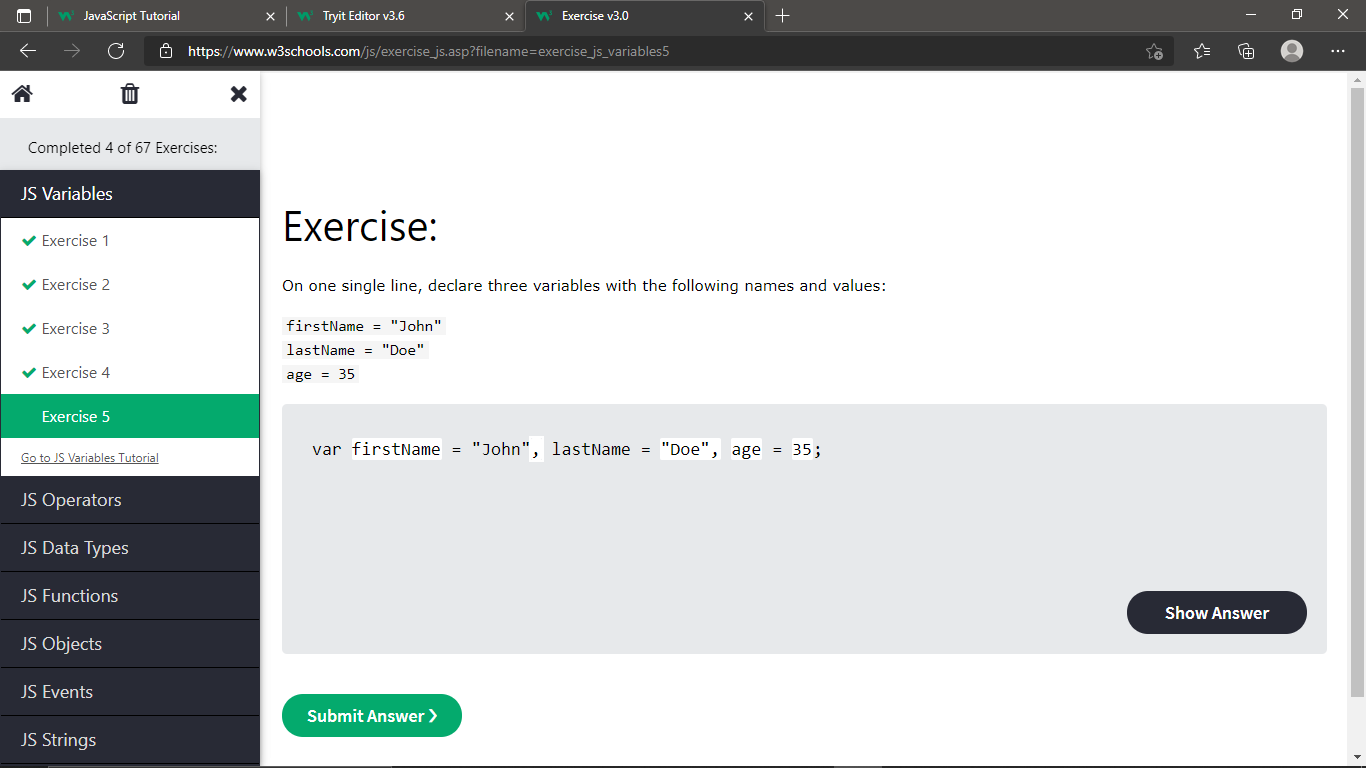 JavaScript Tutorial
Tryit Editor v3.6
Exercise v3.0
https://www.w3schools.com/js/exercise_js.asp?filename=exercise_js_variables5
Completed 4 of 67 Exercises:
JS Variables
Exercise 1
Exercise 2
Exercise 3
Exercise 4
Exercise 5
Go to JS Variables Tutorial
JS Operators
JS Data Types
JS Functions
JS Objects
JS Events
JS Strings
Exercise:
On one single line, declare three variables with the following names and values:
firstName = "John"
lastName = "Doe"
age = 35
var firstName = "John", lastName = "Doe", age = 35;
Show Answer
Submit Answer ❯